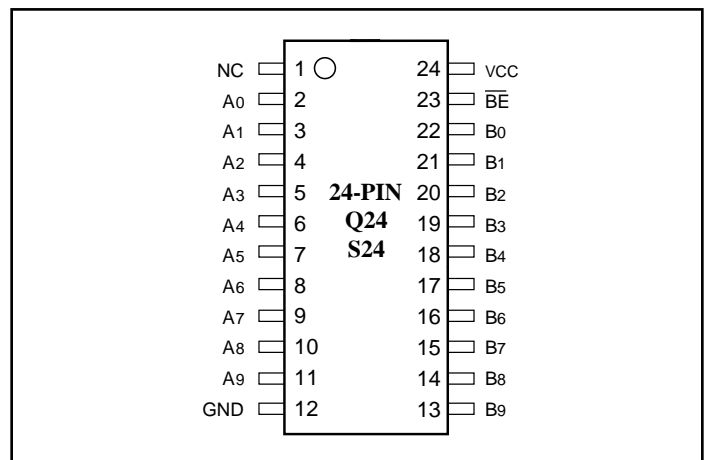 NC 1 24 VCC
A0 2 23 B̅E̅
A1 3 22 B0
A2 4 21 B1
A3 5 24-PIN 20 B2
A4 6 Q24 19 B3
A5 7 S24 18 B4
A6 8 17 B5
A7 9 16 B6
A8 10 15 B7
A9 11 14 B8
GND 12 13 B9